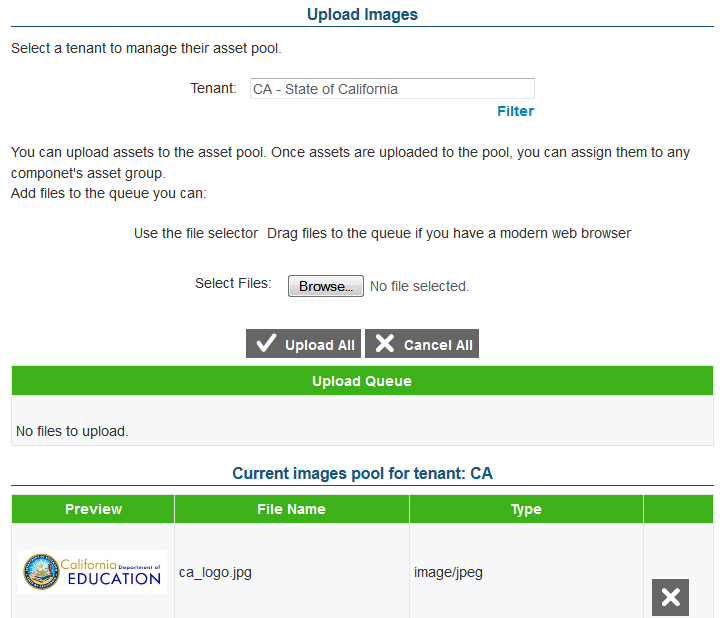 Upload Images
Select a tenant to manage their asset pool.
Tenant: CA - State of California
Filter
You can upload assets to the asset pool. Once assets are uploaded to the pool, you can assign them to any
componet's asset group.
Add files to the queue you can:
Use the file selector Drag files to the queue if you have a modern web browser
Select Files: Browse... No file selected.
Upload All Cancel All
Upload Queue
No files to upload.
Current images pool for tenant: CA
Preview File Name Type
California Department of
EDUCATION
ca_logo.jpg image/jpeg